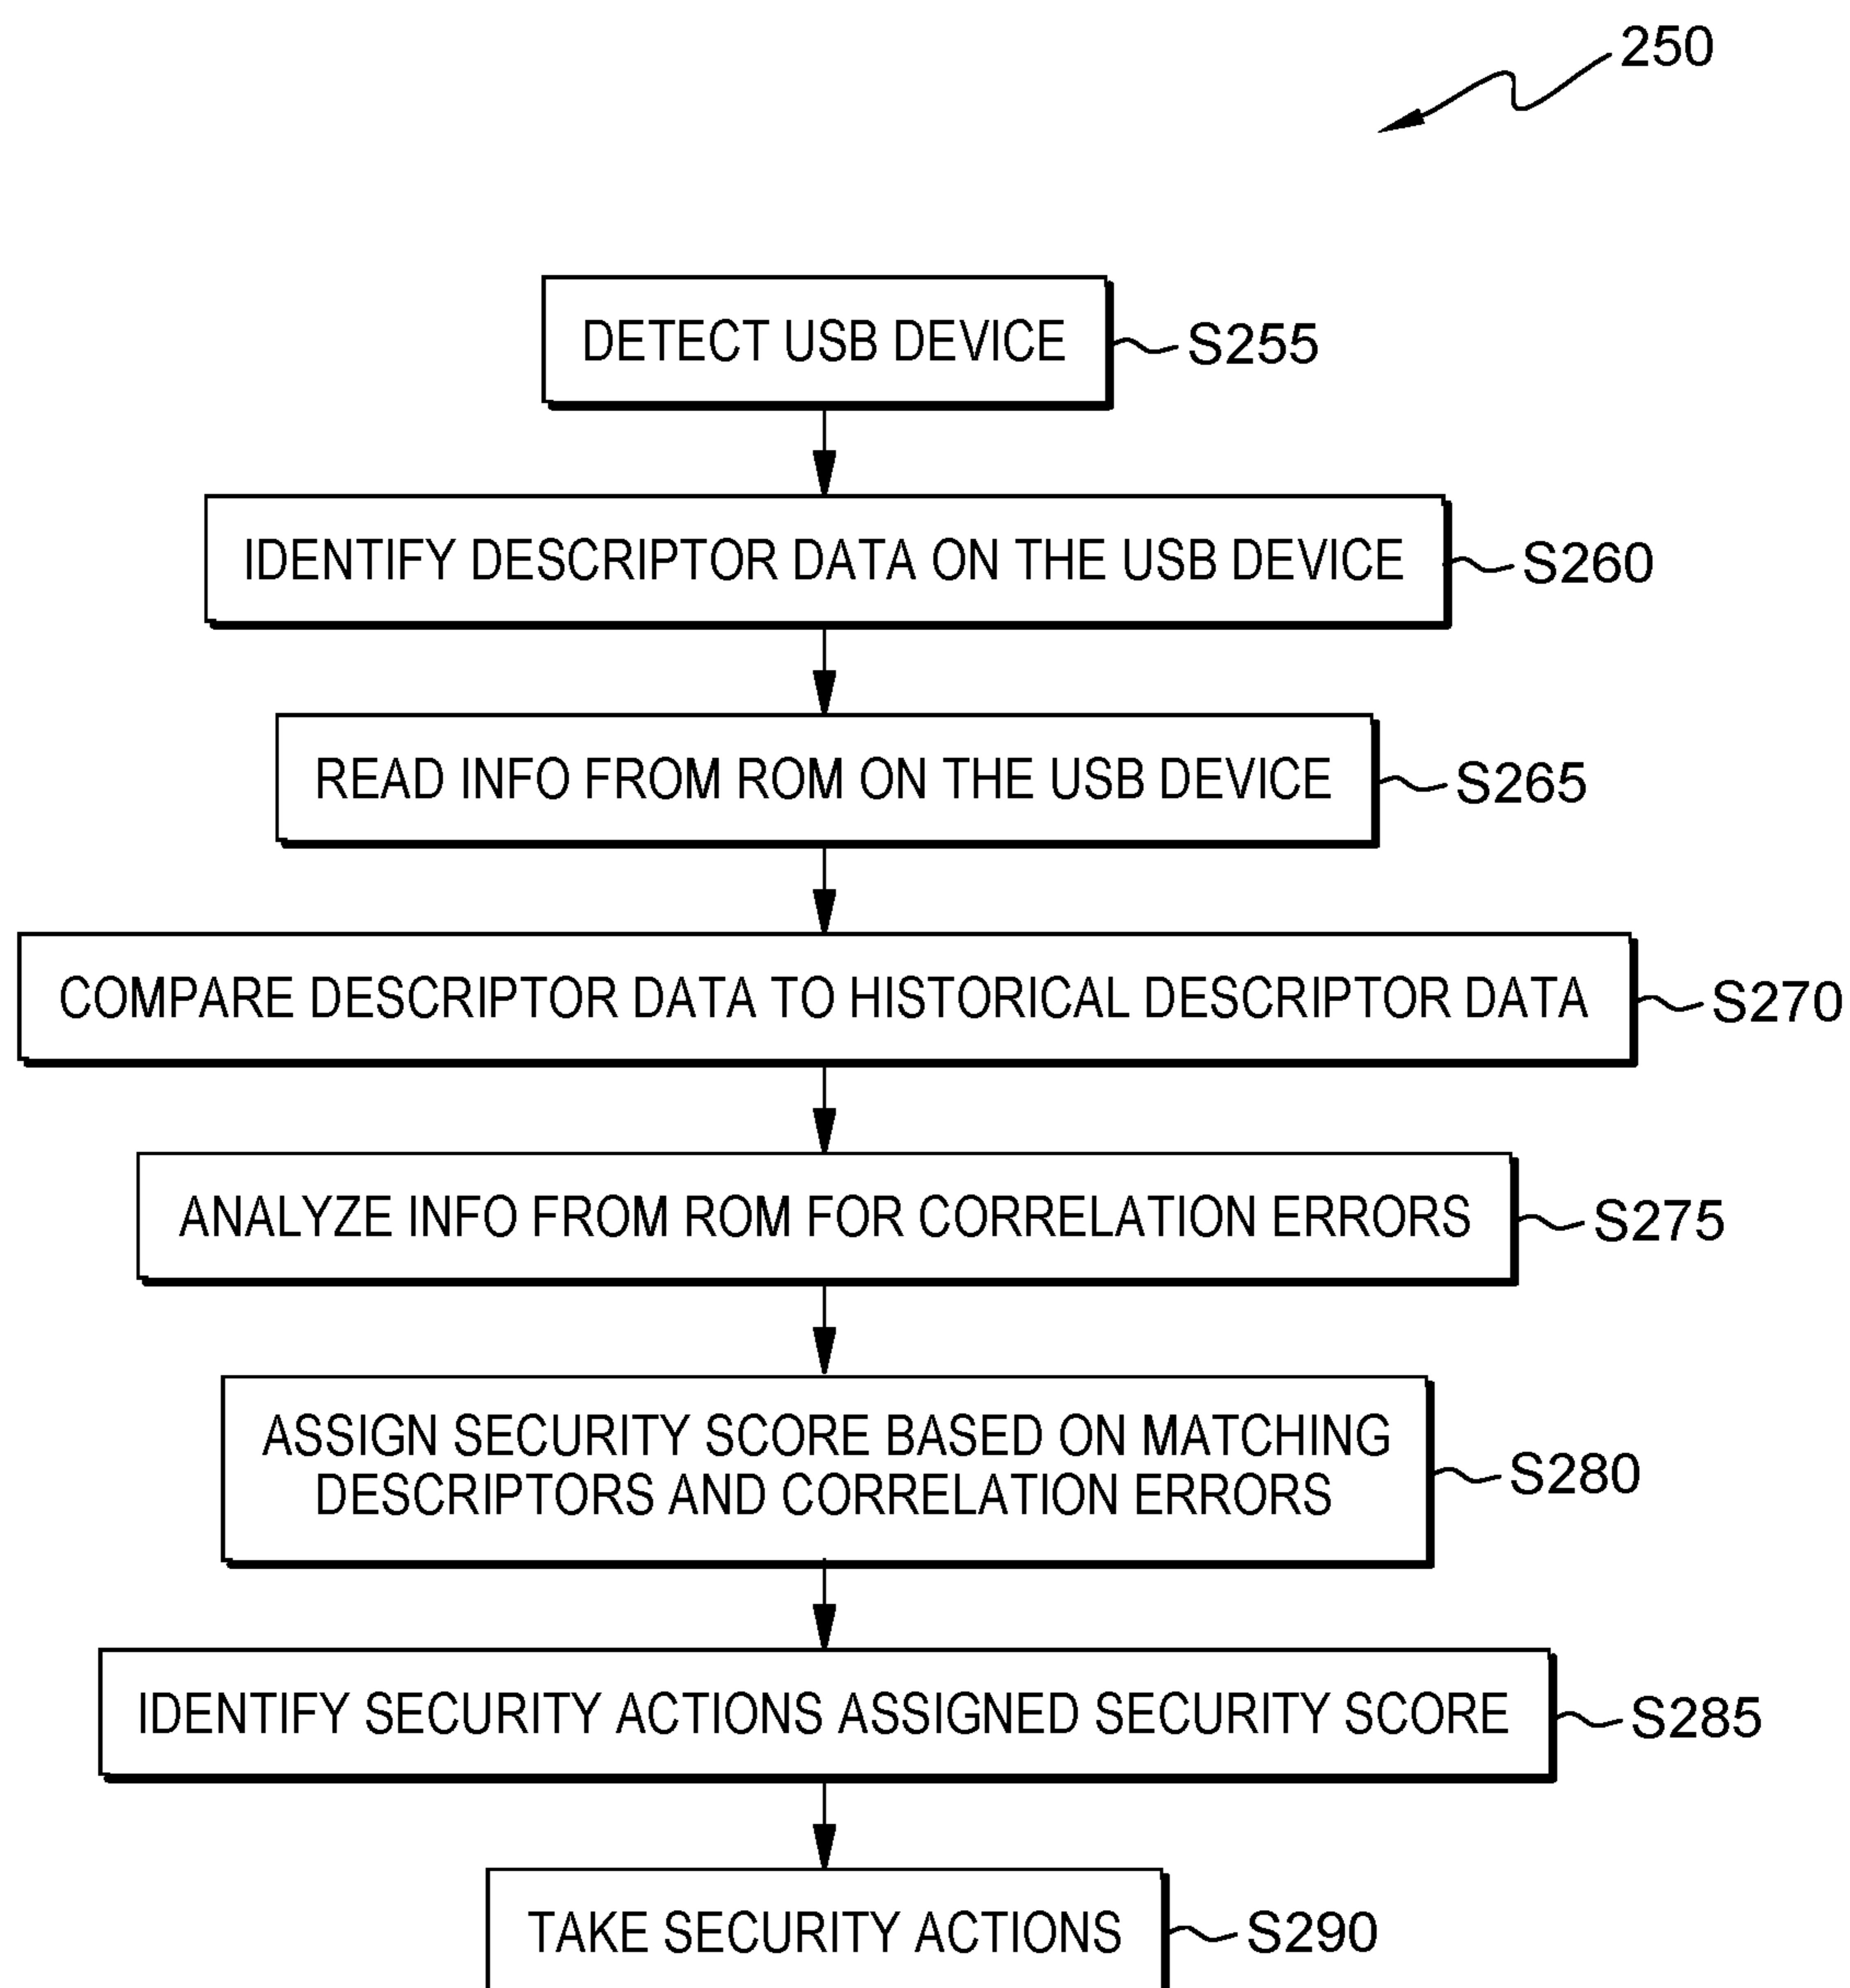 250
DETECT USB DEVICE
S255
IDENTIFY DESCRIPTOR DATA ON THE USB DEVICE
S260
READ INFO FROM ROM ON THE USB DEVICE
S265
COMPARE DESCRIPTOR DATA TO HISTORICAL DESCRIPTOR DATA
S270
ANALYZE INFO FROM ROM FOR CORRELATION ERRORS
S275
ASSIGN SECURITY SCORE BASED ON MATCHING
DESCRIPTORS AND CORRELATION ERRORS
S280
IDENTIFY SECURITY ACTIONS ASSIGNED SECURITY SCORE
S285
TAKE SECURITY ACTIONS
S290